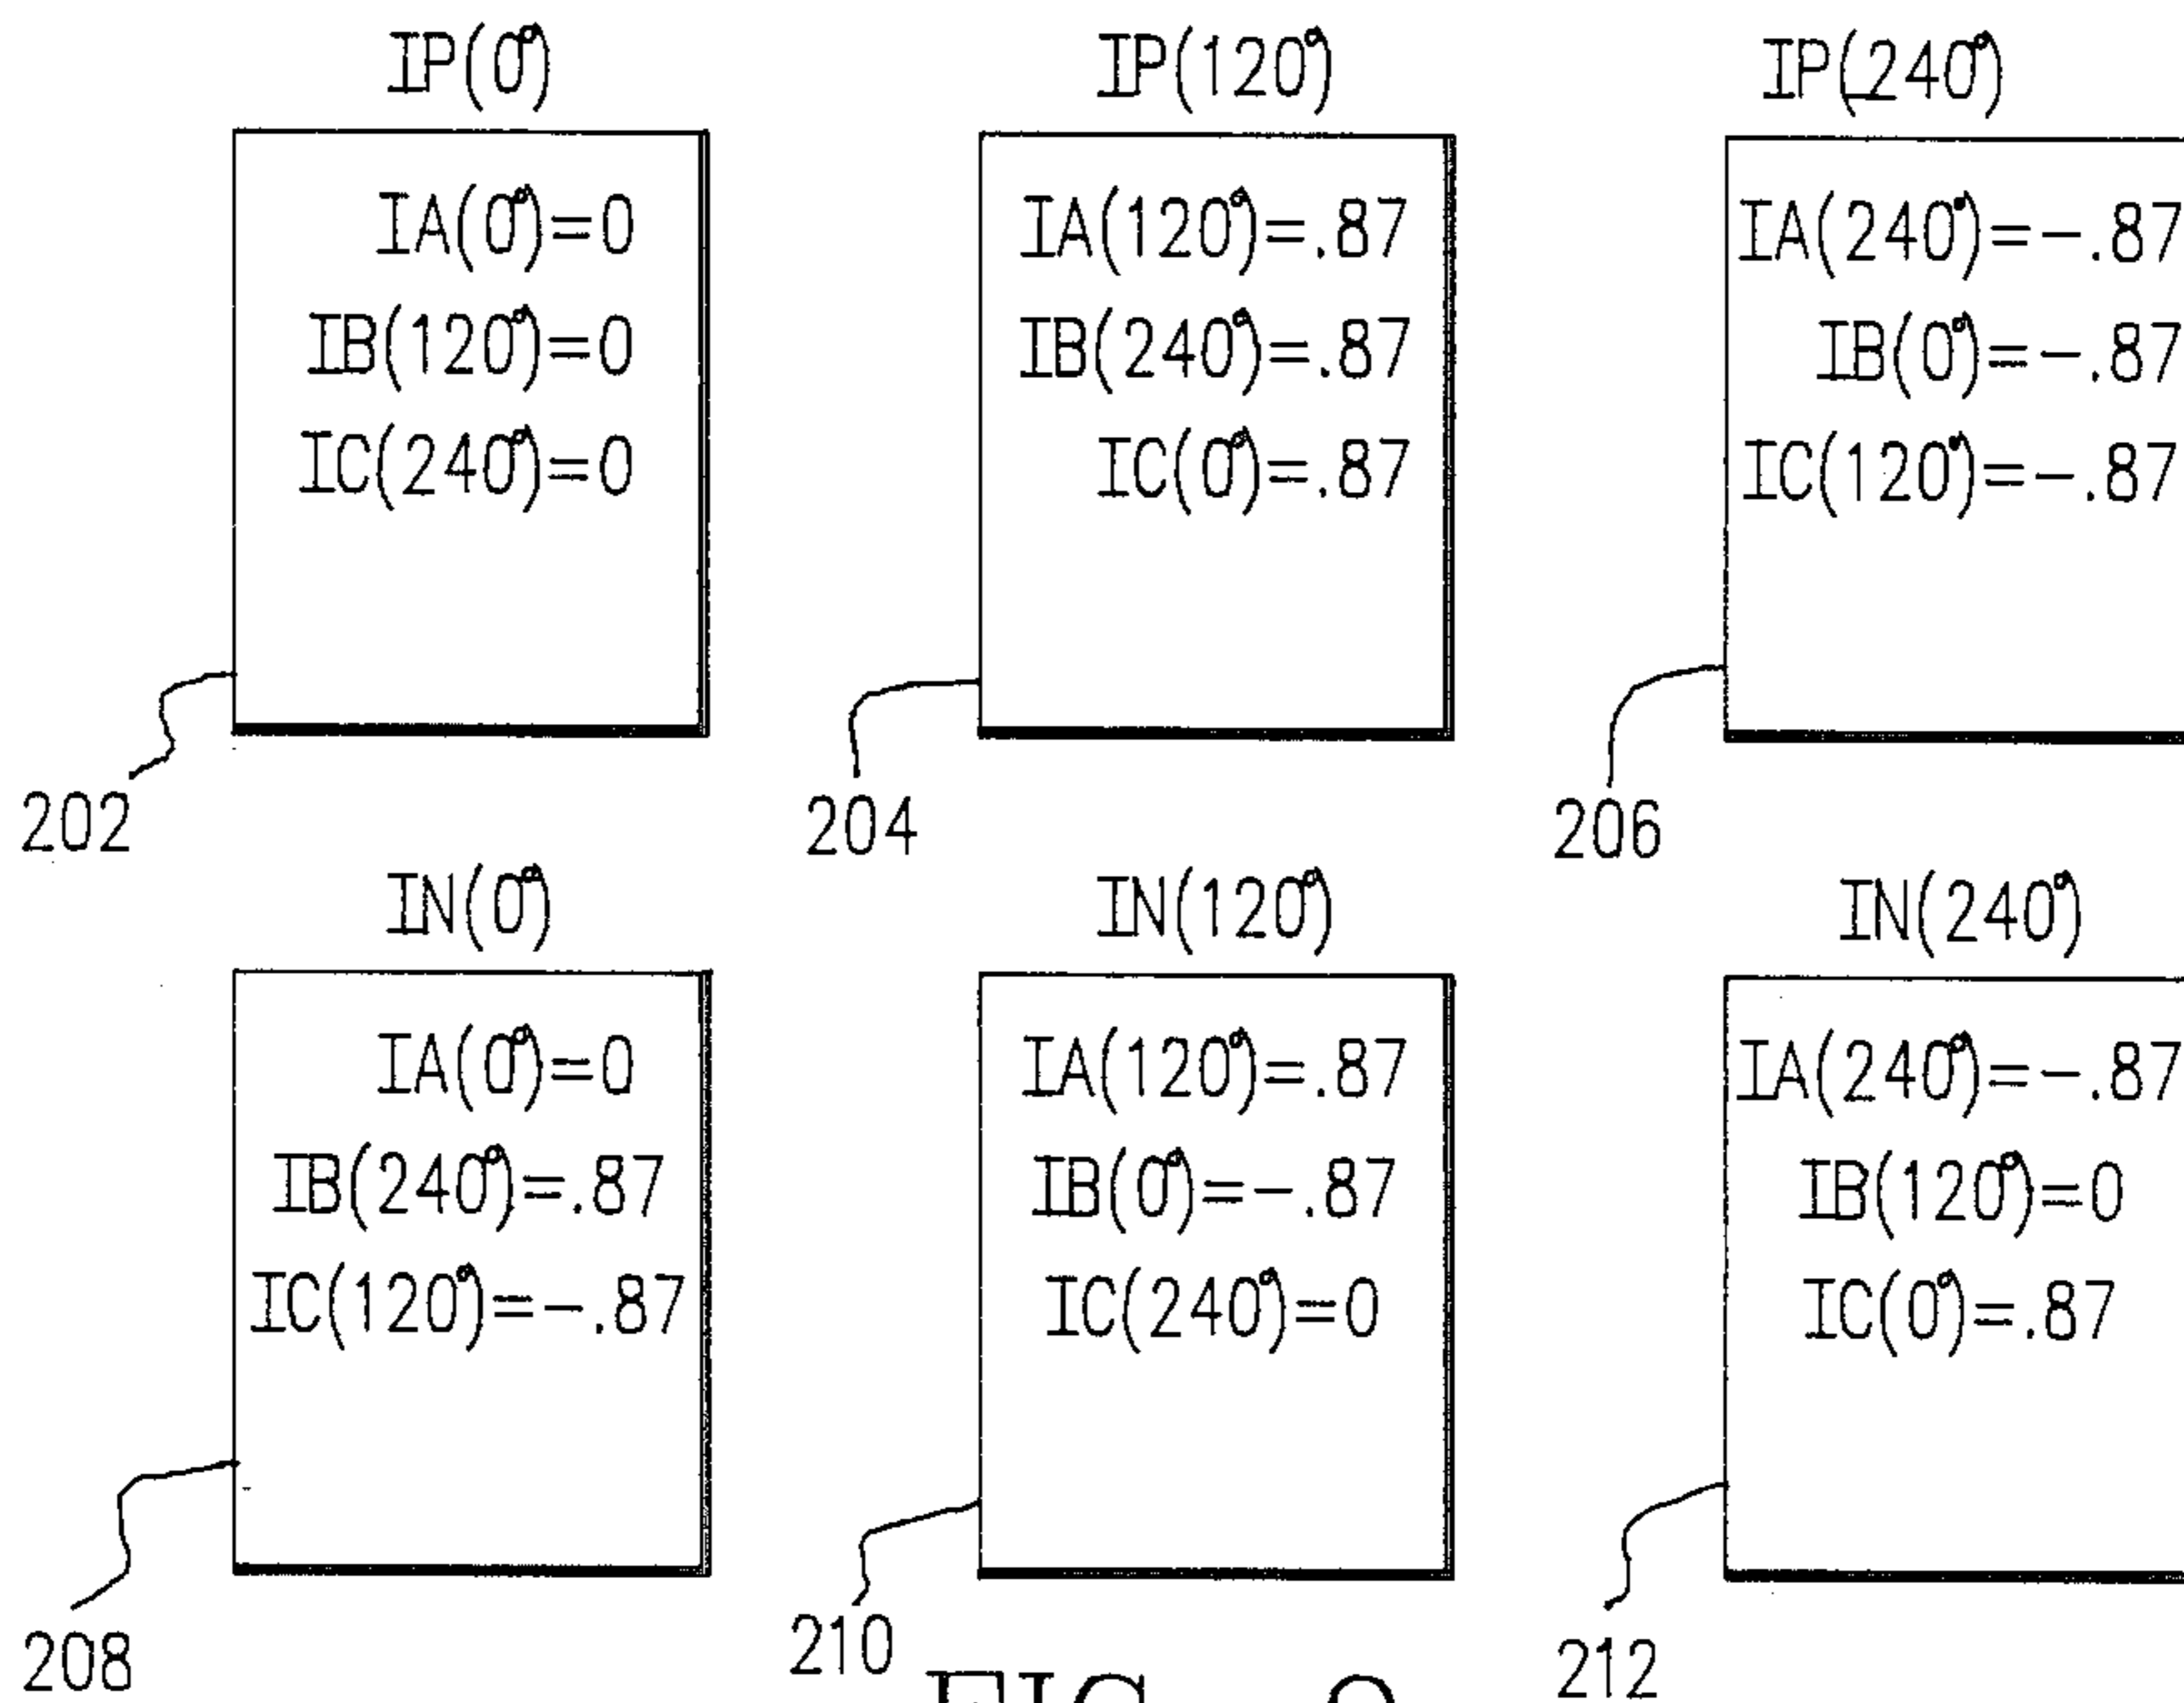 IP(0°)
IA(0°)=0
IB(120°)=0
IC(240°)=0
202
IP(120°)
IA(120°)=.87
IB(240°)=.87
IC(0°)=.87
204
IP(240°)
IA(240°)=-.87
IB(0°)=-.87
IC(120°)=-.87
206
IN(0°)
IA(0°)=0
IB(240°)=.87
IC(120°)=-.87
208
IN(120°)
IA(120°)=.87
IB(0°)=-.87
IC(240°)=0
210
IN(240°)
IA(240°)=-.87
IB(120°)=0
IC(0°)=.87
212
FIG.